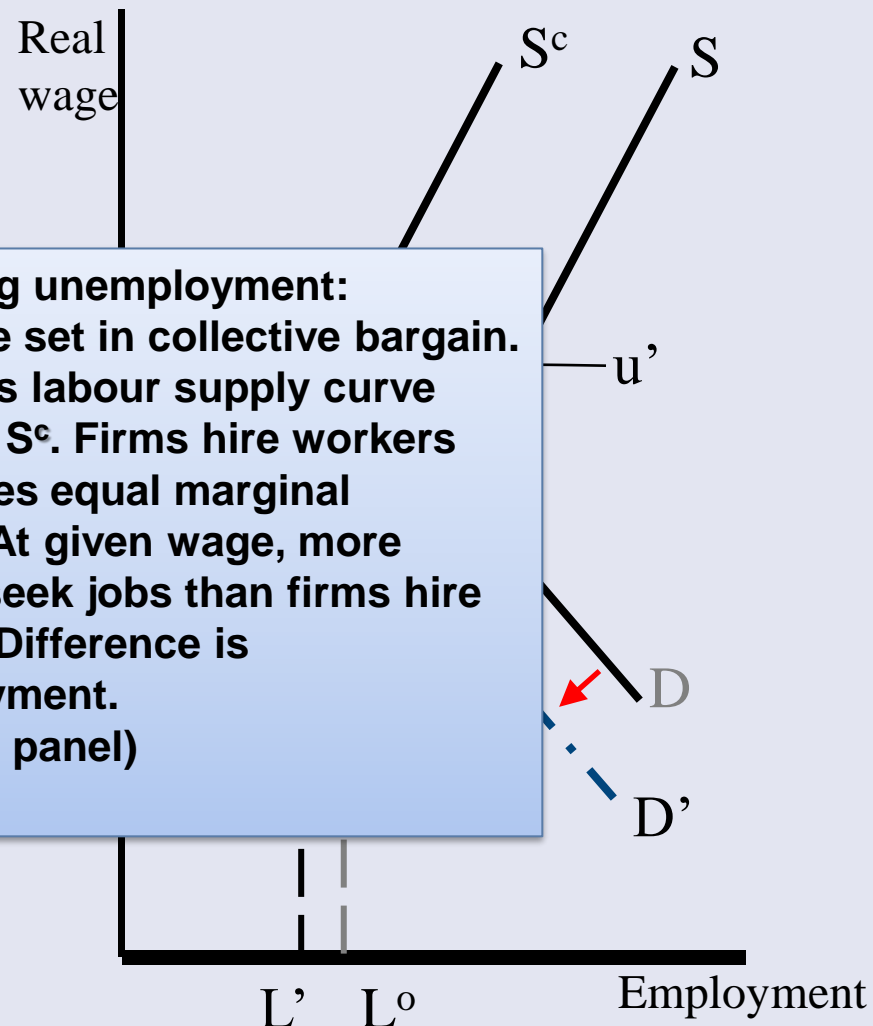 Real
wage
Sᶜ
S
g unemployment:
e set in collective bargain.
s labour supply curve
Sᶜ. Firms hire workers
es equal marginal
At given wage, more
seek jobs than firms hire
Difference is
yment.
panel)
u’
D
D’
L’ Lᵒ
Employment